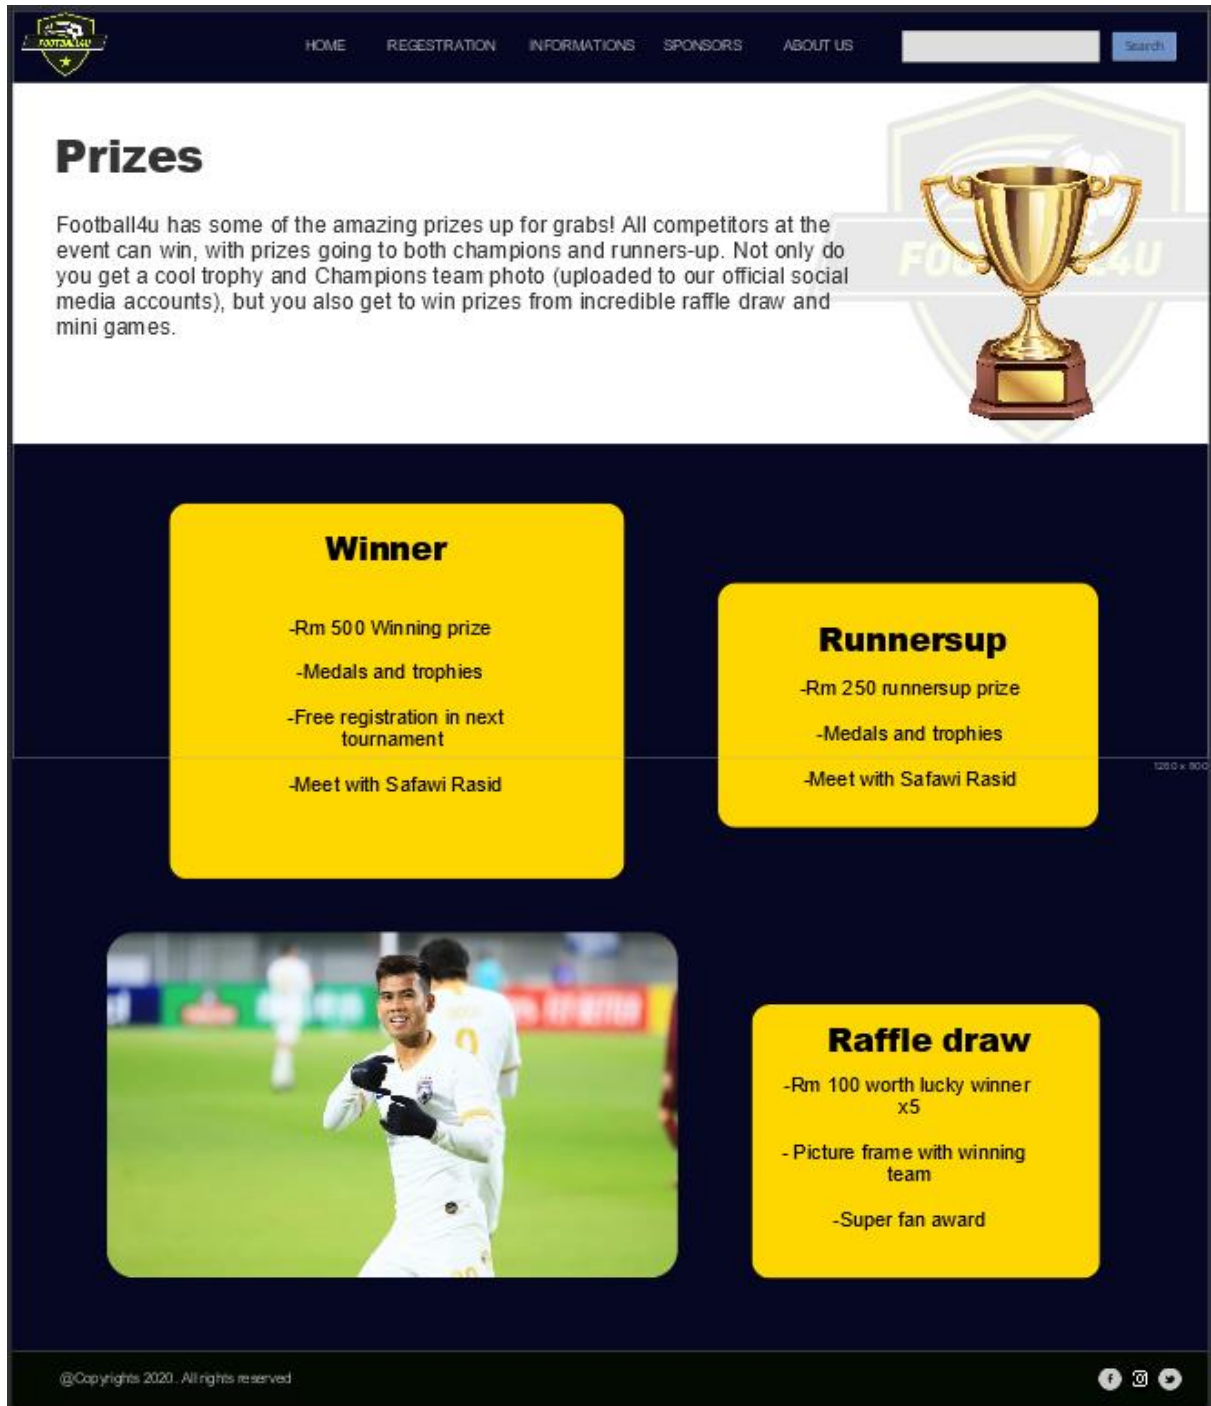 FOOTBALL4U
HOME REGESTRATION INFORMATIONS SPONSORS ABOUT US Search
Prizes
Football4u has some of the amazing prizes up for grabs! All competitors at the
event can win, with prizes going to both champions and runners-up. Not only do
you get a cool trophy and Champions team photo (uploaded to our official social
media accounts), but you also get to win prizes from incredible raffle draw and
mini games.
Winner
-Rm 500 Winning prize
-Medals and trophies
-Free registration in next
tournament
-Meet with Safawi Rasid
Runnersup
-Rm 250 runnersup prize
-Medals and trophies
-Meet with Safawi Rasid
1280 x 800
9
Raffle draw
-Rm 100 worth lucky winner
x5
- Picture frame with winning
team
-Super fan award
@Copyrights 2020. All rights reserved